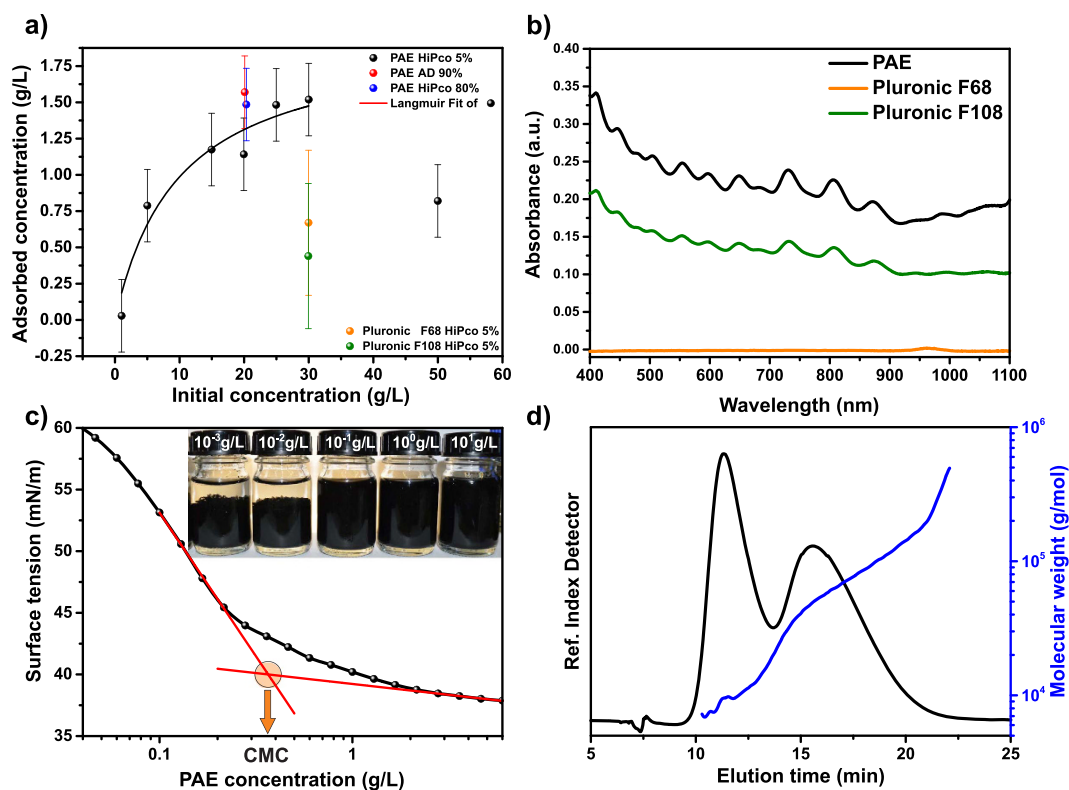 a)
1.75
1.50
1.25
1.00
0.75
0.50
0.25
0.00
-0.25
Adsorbed concentration (g/L)
PAE HiPco 5%
PAE AD 90%
PAE HiPco 80%
Langmuir Fit of
Pluronic F68 HiPco 5%
Pluronic F108 HiPco 5%
0 10 20 30 40 50 60
Initial concentration (g/L)
b)
0.40
0.35
0.30
0.25
0.20
0.15
0.10
0.05
0.00
Absorbance (a.u.)
PAE
Pluronic F68
Pluronic F108
400 500 600 700 800 900 1000 1100
Wavelength (nm)
c)
60
55
50
45
40
35
Surface tension (mN/m)
10⁻³g/L 10⁻²g/L 10⁻¹g/L 10⁰g/L 10¹g/L
0.1 1
CMC
PAE concentration (g/L)
d)
Ref. Index Detector
10⁶
10⁵
10⁴
Molecular weight (g/mol)
5 10 15 20 25
Elution time (min)